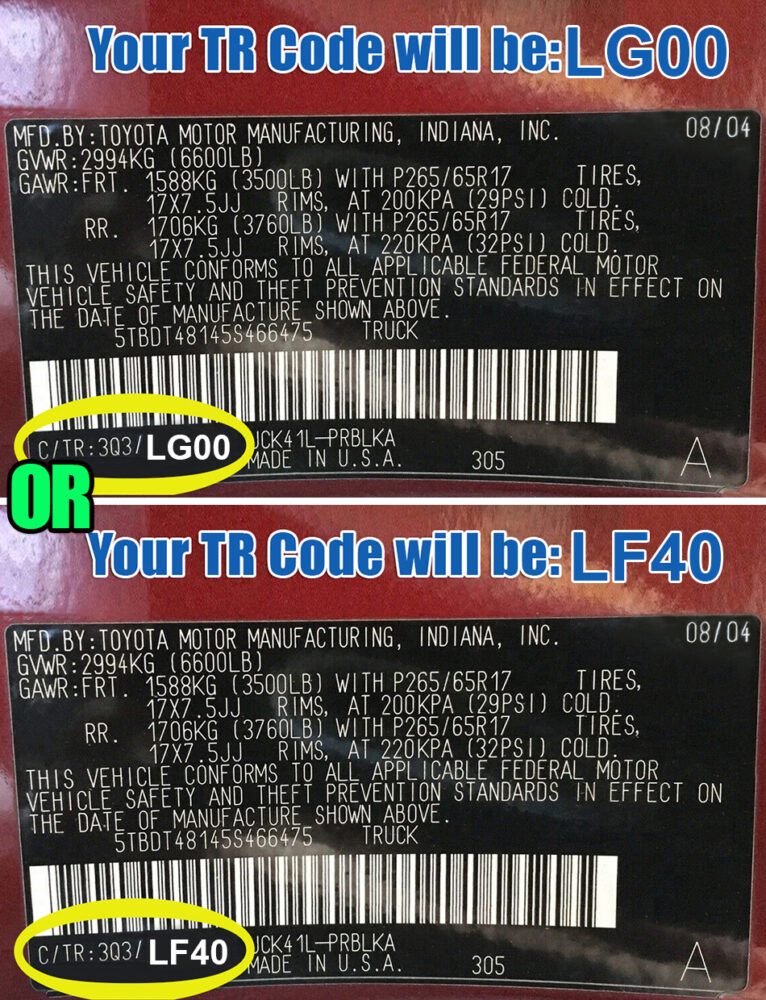 Your TR Code will be:LG00
MFD.BY:TOYOTA MOTOR MANUFACTURING, INDIANA, INC. 08/04
GVWR:2994KG (6600LB)
GAWR:FRT. 1588KG (3500LB) WITH P265/65R17 TIRES,
17X7.5JJ RIMS, AT 200KPA (29PSI) COLD.
RR. 1706KG (3760LB) WITH P265/65R17 TIRES,
17X7.5JJ RIMS, AT 220KPA (32PSI) COLD.
THIS VEHICLE CONFORMS TO ALL APPLICABLE FEDERAL MOTOR
VEHICLE SAFETY AND THEFT PREVENTION STANDARDS IN EFFECT ON
THE DATE OF MANUFACTURE SHOWN ABOVE.
5TBDT48145S466475 TRUCK
C/TR:3Q3/LG00 JCK41L-PRBLKA
MADE IN U.S.A. 305 A
OR
Your TR Code will be:LF40
MFD.BY:TOYOTA MOTOR MANUFACTURING, INDIANA, INC. 08/04
GVWR:2994KG (6600LB)
GAWR:FRT. 1588KG (3500LB) WITH P265/65R17 TIRES,
17X7.5JJ RIMS, AT 200KPA (29PSI) COLD.
RR. 1706KG (3760LB) WITH P265/65R17 TIRES,
17X7.5JJ RIMS, AT 220KPA (32PSI) COLD.
THIS VEHICLE CONFORMS TO ALL APPLICABLE FEDERAL MOTOR
VEHICLE SAFETY AND THEFT PREVENTION STANDARDS IN EFFECT ON
THE DATE OF MANUFACTURE SHOWN ABOVE.
5TBDT48145S466475 TRUCK
C/TR:3Q3/LF40 JCK41L-PRBLKA
MADE IN U.S.A. 305 A